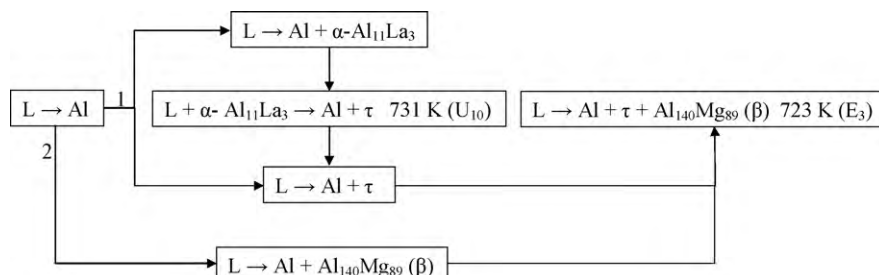 L → Al + α-Al₁₁La₃
L → Al
1
L + α- Al₁₁La₃ → Al + τ 731 K (U₁₀)
L → Al + τ + Al₁₄₀Mg₈₉ (β) 723 K (E₃)
2
L → Al + τ
L → Al + Al₁₄₀Mg₈₉ (β)